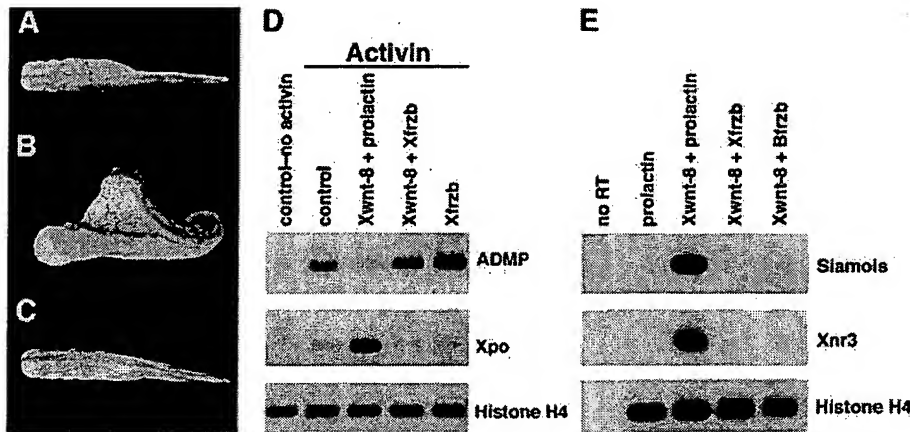 A
B
C
D
Activin
control–no activin
control
Xwnt-8 + prolactin
Xwnt-8 + Xfrzb
Xfrzb
ADMP
Xpo
Histone H4
E
no RT
prolactin
Xwnt-8 + prolactin
Xwnt-8 + Xfrzb
Xwnt-8 + Bfrzb
Siamois
Xnr3
Histone H4